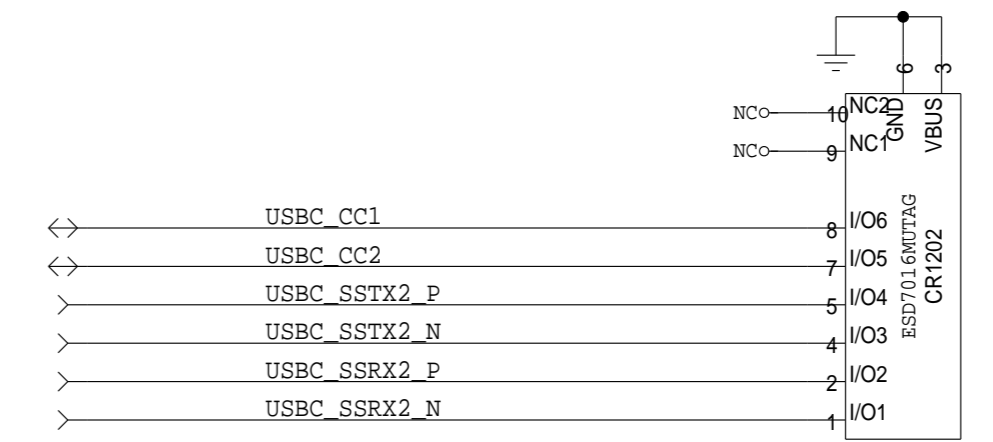 6 3
NC 10 NC2 GND VBUS
NC 9 NC1
USBC_CC1 8 I/O6
USBC_CC2 7 I/O5
USBC_SSTX2_P 5 I/O4
USBC_SSTX2_N 4 I/O3
USBC_SSRX2_P 2 I/O2
USBC_SSRX2_N 1 I/O1
ESD7016MUTAG
CR1202